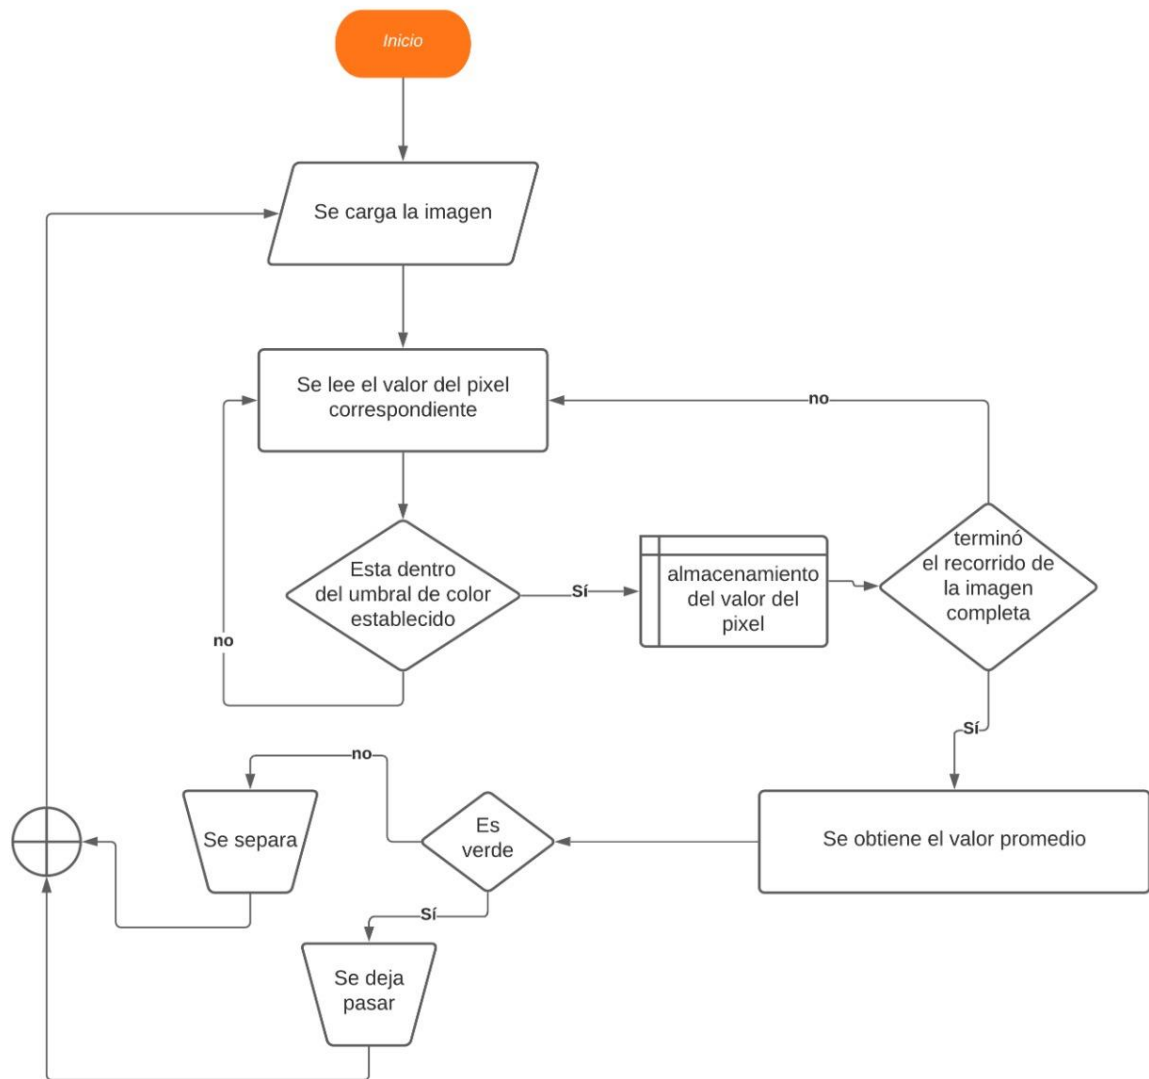 Inicio
Se carga la imagen
Se lee el valor del pixel
correspondiente
no
Esta dentro
del umbral de color
establecido
Sí
almacenamiento
del valor del
pixel
terminó
el recorrido de
la imagen
completa
no
Sí
Se obtiene el valor promedio
Es
verde
no
Se separa
Sí
Se deja
pasar